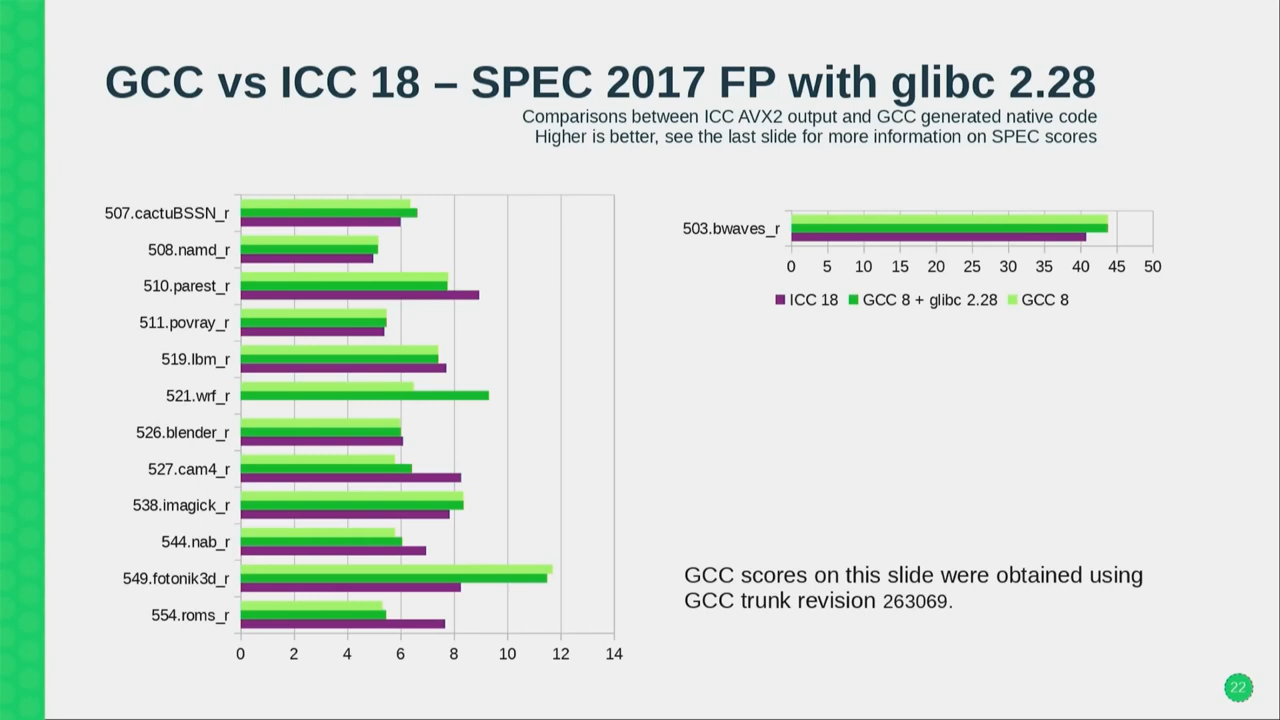 GCC vs ICC 18 – SPEC 2017 FP with glibc 2.28
Comparisons between ICC AVX2 output and GCC generated native code
Higher is better, see the last slide for more information on SPEC scores
507.cactuBSSN_r
508.namd_r
510.parest_r
511.povray_r
519.lbm_r
521.wrf_r
526.blender_r
527.cam4_r
538.imagick_r
544.nab_r
549.fotonik3d_r
554.roms_r
0 2 4 6 8 10 12 14
503.bwaves_r
0 5 10 15 20 25 30 35 40 45 50
ICC 18 GCC 8 + glibc 2.28 GCC 8
GCC scores on this slide were obtained using
GCC trunk revision 263069.
22